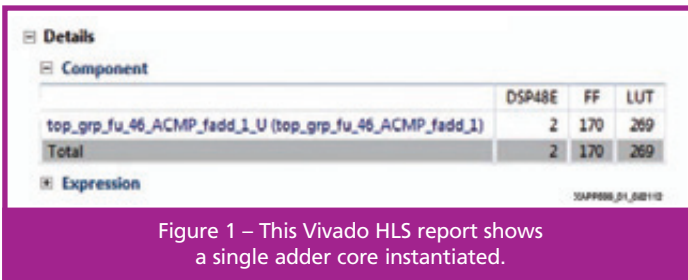 Details
Component
DSP48E FF LUT
top_grp_fu_46_ACMP_fadd_1_U (top_grp_fu_46_ACMP_fadd_1) 2 170 269
Total 2 170 269
Expression
Figure 1 – This Vivado HLS report shows
a single adder core instantiated.